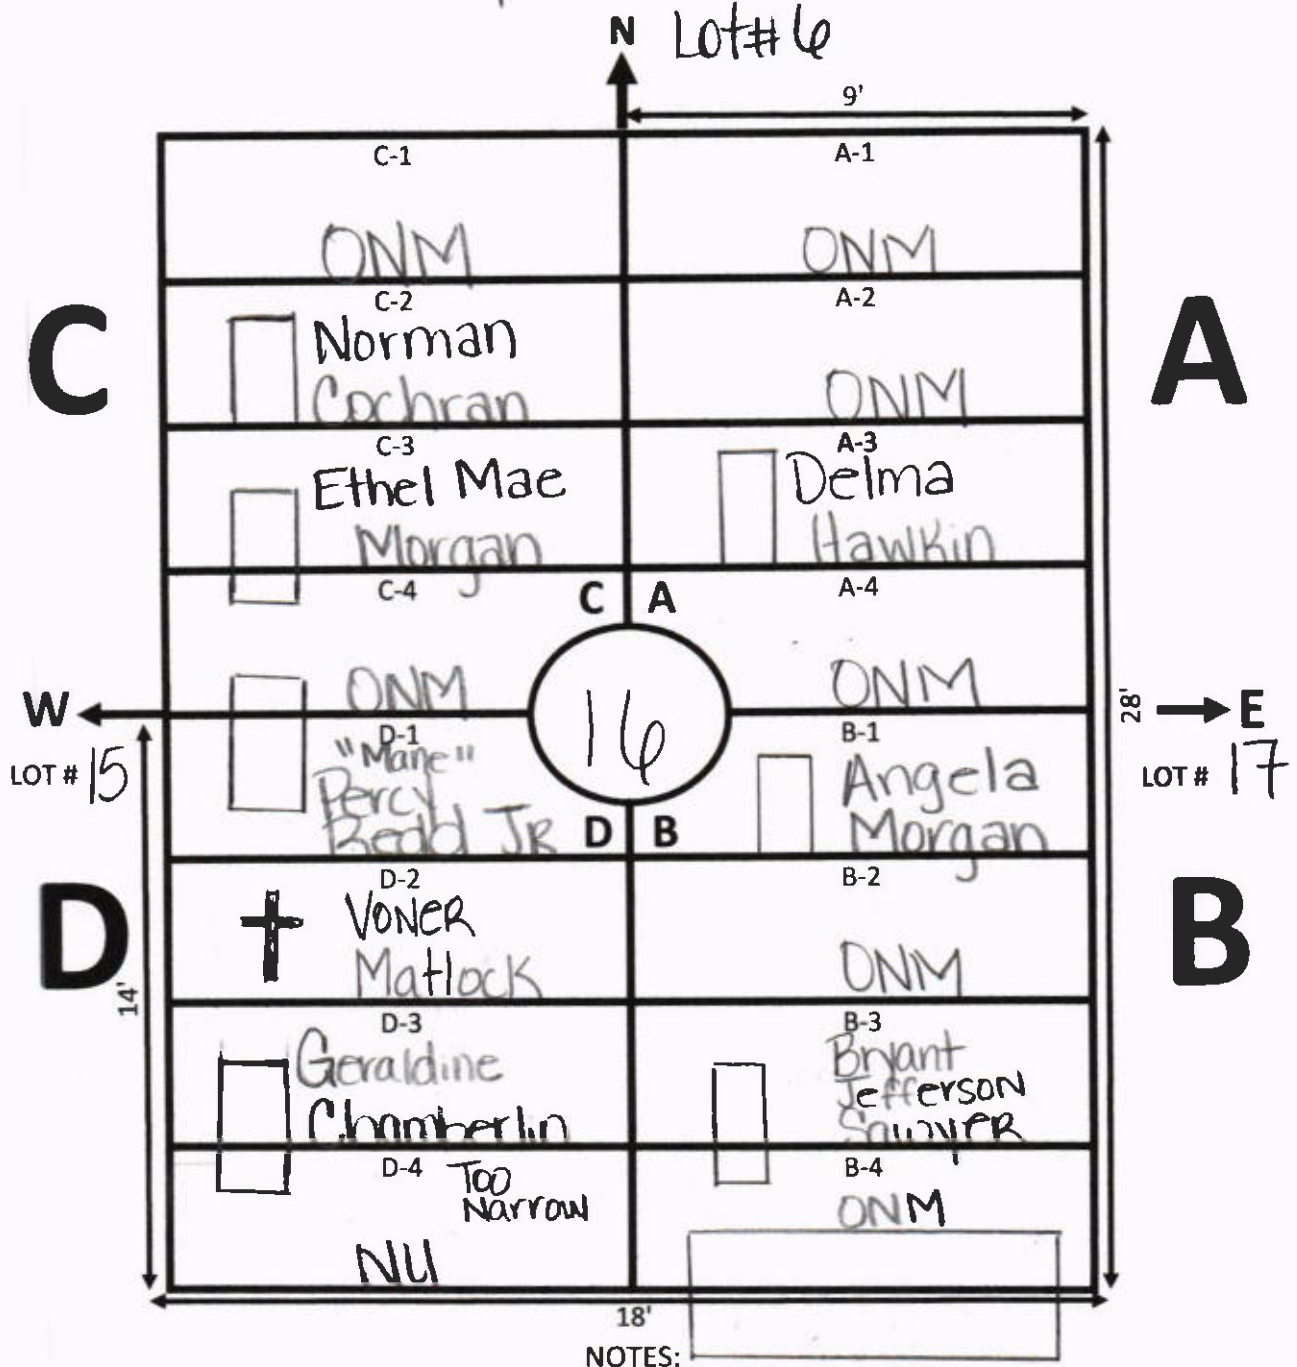 N Lot# 6
9'
C-1 A-1
ONM ONM
C-2 A-2
C A
Norman
Cochran
ONM
C-3 A-3
Ethel Mae
Morgan
Delma
Hawkin
C-4 A-4
C A
ONM ONM
W 16 28' E
LOT # 15 LOT # 17
D-1 B-1
"Mane"
Percy
Redd JR
Angela
Morgan
D B
D-2 B-2
D B
VONER
Matlock
ONM
14'
D-3 B-3
Geraldine
Chamberlin
Bryant
Jefferson
Sawyer
D-4 Too
Narrow
NU
B-4
ONM
18'
NOTES: